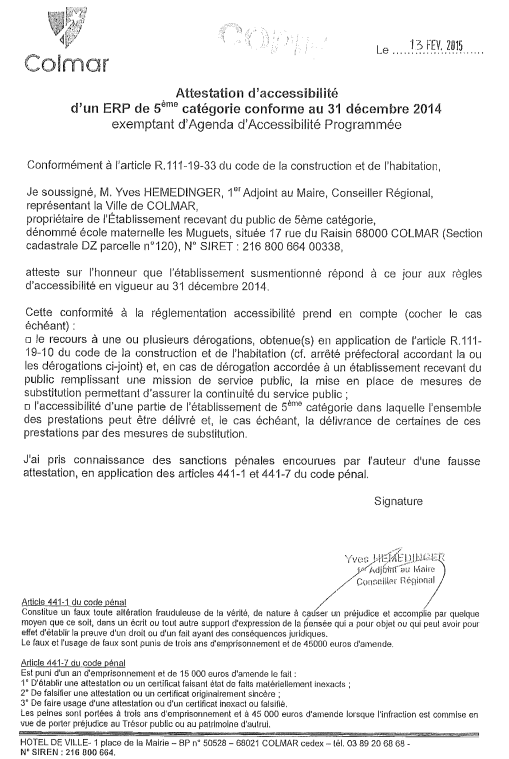 Colmar
COPIE
Le 13 FEV. 2015
Attestation d'accessibilité
d'un ERP de 5ème catégorie conforme au 31 décembre 2014
exemptant d'Agenda d'Accessibilité Programmée
Conformément à l'article R.111-19-33 du code de la construction et de l'habitation,
Je soussigné, M. Yves HEMEDINGER, 1er Adjoint au Maire, Conseiller Régional,
représentant la Ville de COLMAR,
propriétaire de l'Établissement recevant du public de 5ème catégorie,
dénommé école maternelle les Muguets, située 17 rue du Raisin 68000 COLMAR (Section
cadastrale DZ parcelle n°120), N° SIRET : 216 800 664 00338,
atteste sur l'honneur que l'établissement susmentionné répond à ce jour aux règles
d'accessibilité en vigueur au 31 décembre 2014.
Cette conformité à la réglementation accessibilité prend en compte (cocher le cas
échéant) :
□ le recours à une ou plusieurs dérogations, obtenue(s) en application de l'article R.111-
19-10 du code de la construction et de l'habitation (cf. arrêté préfectoral accordant la ou
les dérogations ci-joint) et, en cas de dérogation accordée à un établissement recevant du
public remplissant une mission de service public, la mise en place de mesures de
substitution permettant d'assurer la continuité du service public ;
□ l'accessibilité d'une partie de l'établissement de 5ème catégorie dans laquelle l'ensemble
des prestations peut être délivré et, le cas échéant, la délivrance de certaines de ces
prestations par des mesures de substitution.
J'ai pris connaissance des sanctions pénales encourues par l'auteur d'une fausse
attestation, en application des articles 441-1 et 441-7 du code pénal.
Signature
Yves HEMEDINGER
1er Adjoint au Maire
Conseiller Régional
Article 441-1 du code pénal
Constitue un faux toute altération frauduleuse de la vérité, de nature à causer un préjudice et accomplie par quelque
moyen que ce soit, dans un écrit ou tout autre support d'expression de la pensée qui a pour objet ou qui peut avoir pour
effet d'établir la preuve d'un droit ou d'un fait ayant des conséquences juridiques.
Le faux et l'usage de faux sont punis de trois ans d'emprisonnement et de 45000 euros d'amende.
Article 441-7 du code pénal
Est puni d'un an d'emprisonnement et de 15 000 euros d'amende le fait :
1° D'établir une attestation ou un certificat faisant état de faits matériellement inexacts ;
2° De falsifier une attestation ou un certificat originairement sincère ;
3° De faire usage d'une attestation ou d'un certificat inexact ou falsifié.
Les peines sont portées à trois ans d'emprisonnement et à 45 000 euros d'amende lorsque l'infraction est commise en
vue de porter préjudice au Trésor public ou au patrimoine d'autrui.
HOTEL DE VILLE- 1 place de la Mairie – BP n° 50528 – 68021 COLMAR cedex – tél. 03 89 20 68 68 -
N° SIREN : 216 800 664.